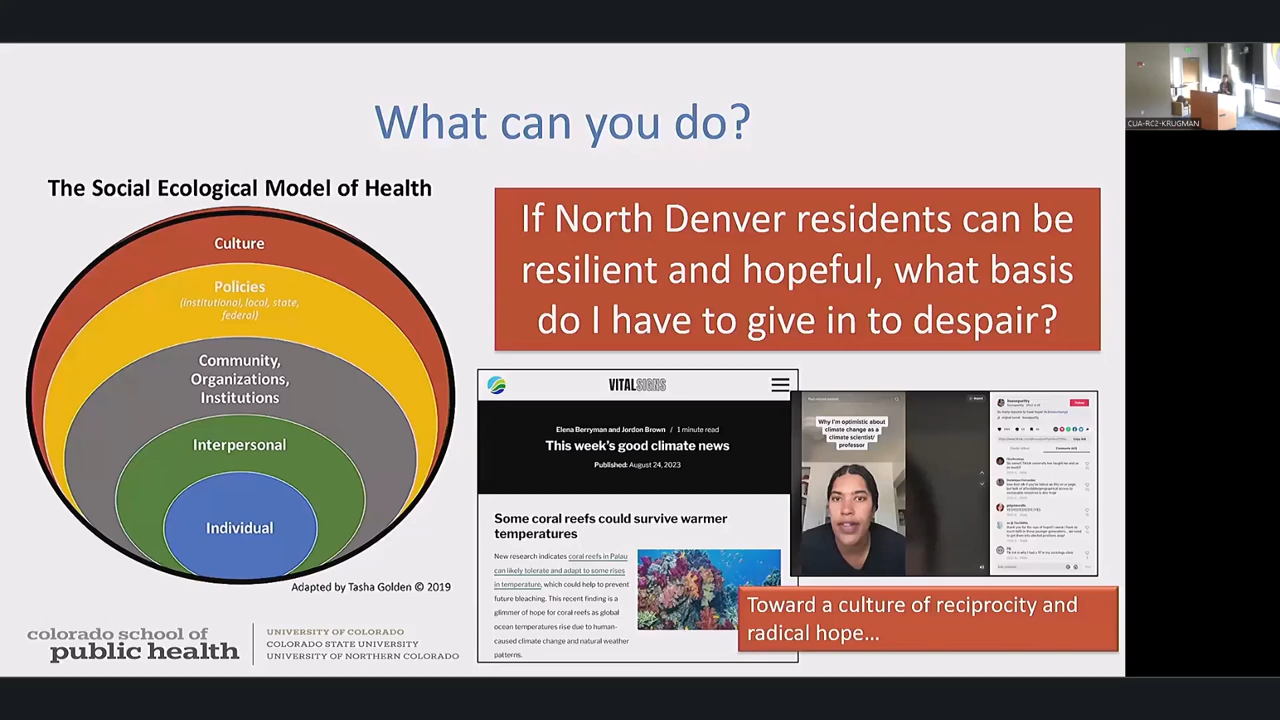 What can you do?
The Social Ecological Model of Health
Culture
Policies
(institutional, local, state,
federal)
Community,
Organizations,
Institutions
Interpersonal
Individual
Adapted by Tasha Golden © 2019
colorado school of
public health
UNIVERSITY OF COLORADO
COLORADO STATE UNIVERSITY
UNIVERSITY OF NORTHERN COLORADO
If North Denver residents can be
resilient and hopeful, what basis
do I have to give in to despair?
VITALSIGNS
Elena Berryman and Jordon Brown / 1 minute read
This week's good climate news
Published: August 24, 2023
Some coral reefs could survive warmer
temperatures
New research indicates coral reefs in Palau
can likely tolerate and adapt to some rises
in temperature, which could help to prevent
future bleaching. This recent finding is a
glimmer of hope for coral reefs as global
ocean temperatures rise due to human-
caused climate change and natural weather
patterns.
Why I'm optimistic about
climate change as a
climate scientist/
professor
Follow
Toward a culture of reciprocity and
radical hope...
CUA-RC2-KRUGMAN